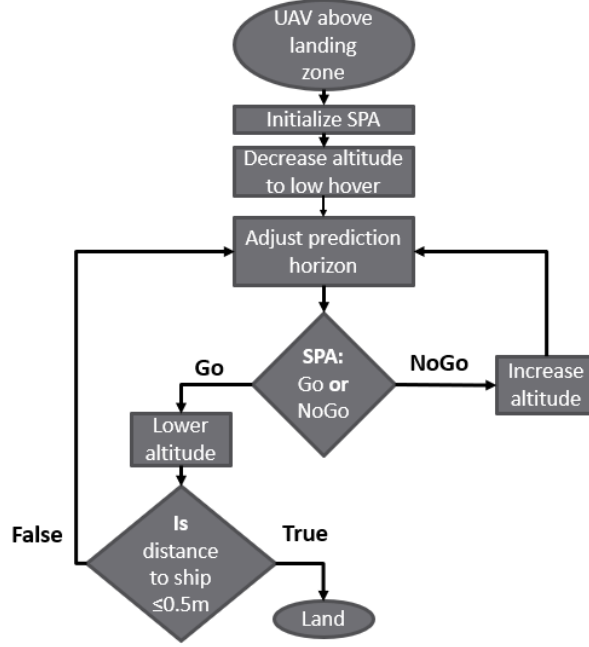 UAV above
landing
zone
Initialize SPA
Decrease altitude
to low hover
Adjust prediction
horizon
SPA:
Go or
NoGo
Go
NoGo
Increase
altitude
Lower
altitude
Is
distance
to ship
≤0.5m
False
True
Land